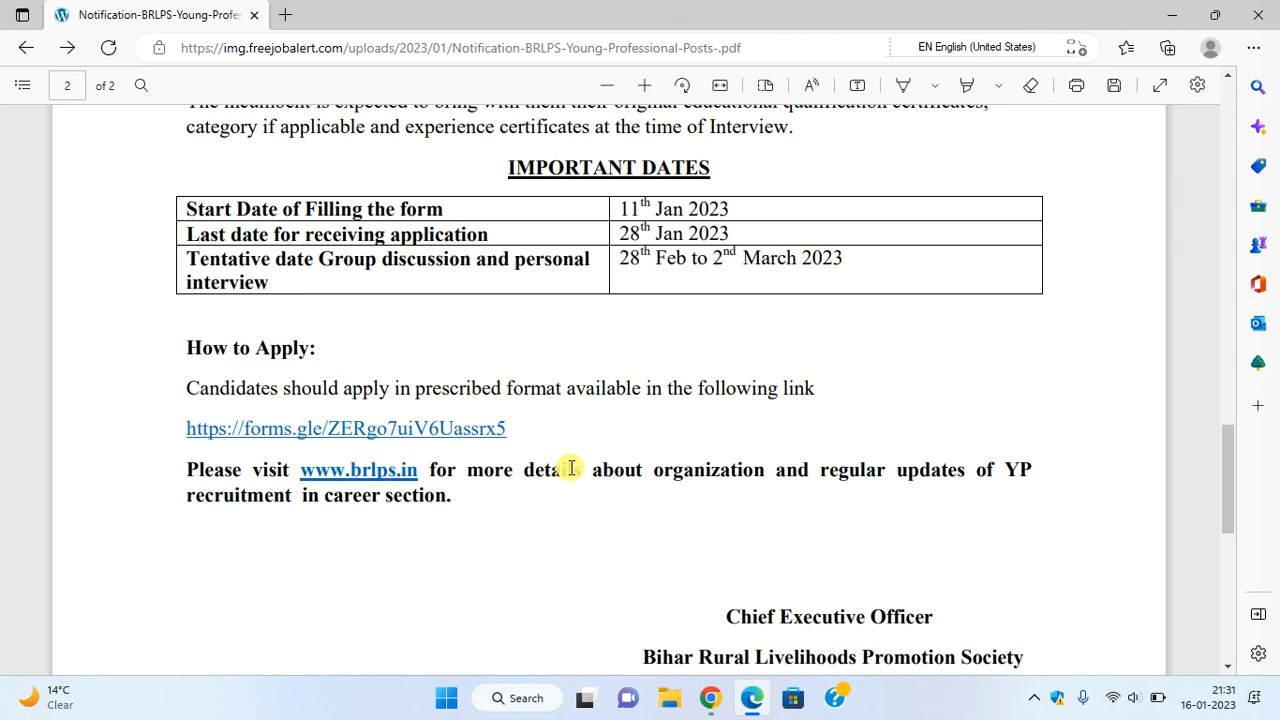 Notification-BRLPS-Young-Profes
https://img.freejobalert.com/uploads/2023/01/Notification-BRLPS-Young-Professional-Posts-.pdf
EN English (United States)
2 of 2
category if applicable and experience certificates at the time of Interview.
IMPORTANT DATES
Start Date of Filling the form 11th Jan 2023
Last date for receiving application 28th Jan 2023
Tentative date Group discussion and personal interview 28th Feb to 2nd March 2023
How to Apply:
Candidates should apply in prescribed format available in the following link
https://forms.gle/ZERgo7uiV6Uassrx5
Please visit www.brlps.in for more details about organization and regular updates of YP
recruitment in career section.
Chief Executive Officer
Bihar Rural Livelihoods Promotion Society
14°C
Clear
Search
21:31
16-01-2023